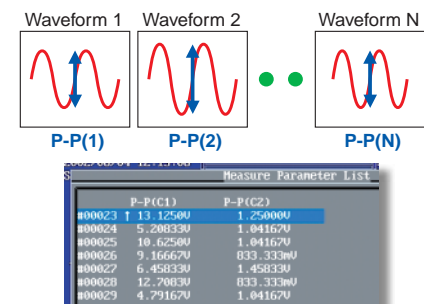 Waveform 1 Waveform 2 Waveform N
P-P(1) P-P(2) P-P(N)
Measure Parameter List
P-P(C1) P-P(C2)
#00023 ↑ 13.1250V 1.25000V
#00024 5.20833V 1.04167V
#00025 10.6250V 1.04167V
#00026 9.16667V 833.333mV
#00027 6.45833V 1.45833V
#00028 12.7083V 833.333mV
#00029 4.79167V 1.04167V